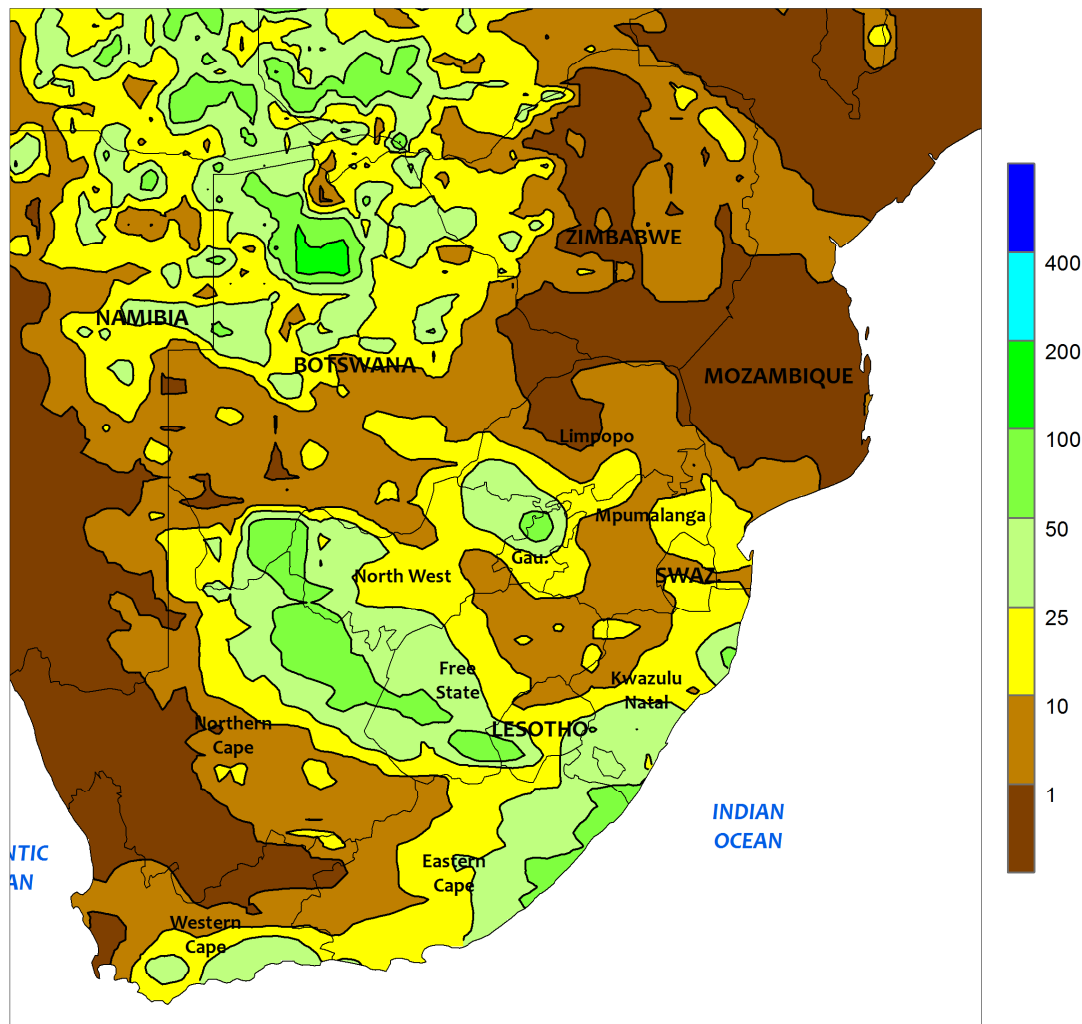 400
ZIMBABWE
NAMIBIA
200
BOTSWANA
MOZAMBIQUE
Limpopo
100
Mpumalanga
50
Gau.
North West
SWAZ.
25
Free
State
Kwazulu
Natal
10
Northern
Cape
LESOTHO
1
INDIAN
OCEAN
NTIC
AN
Eastern
Cape
Western
Cape